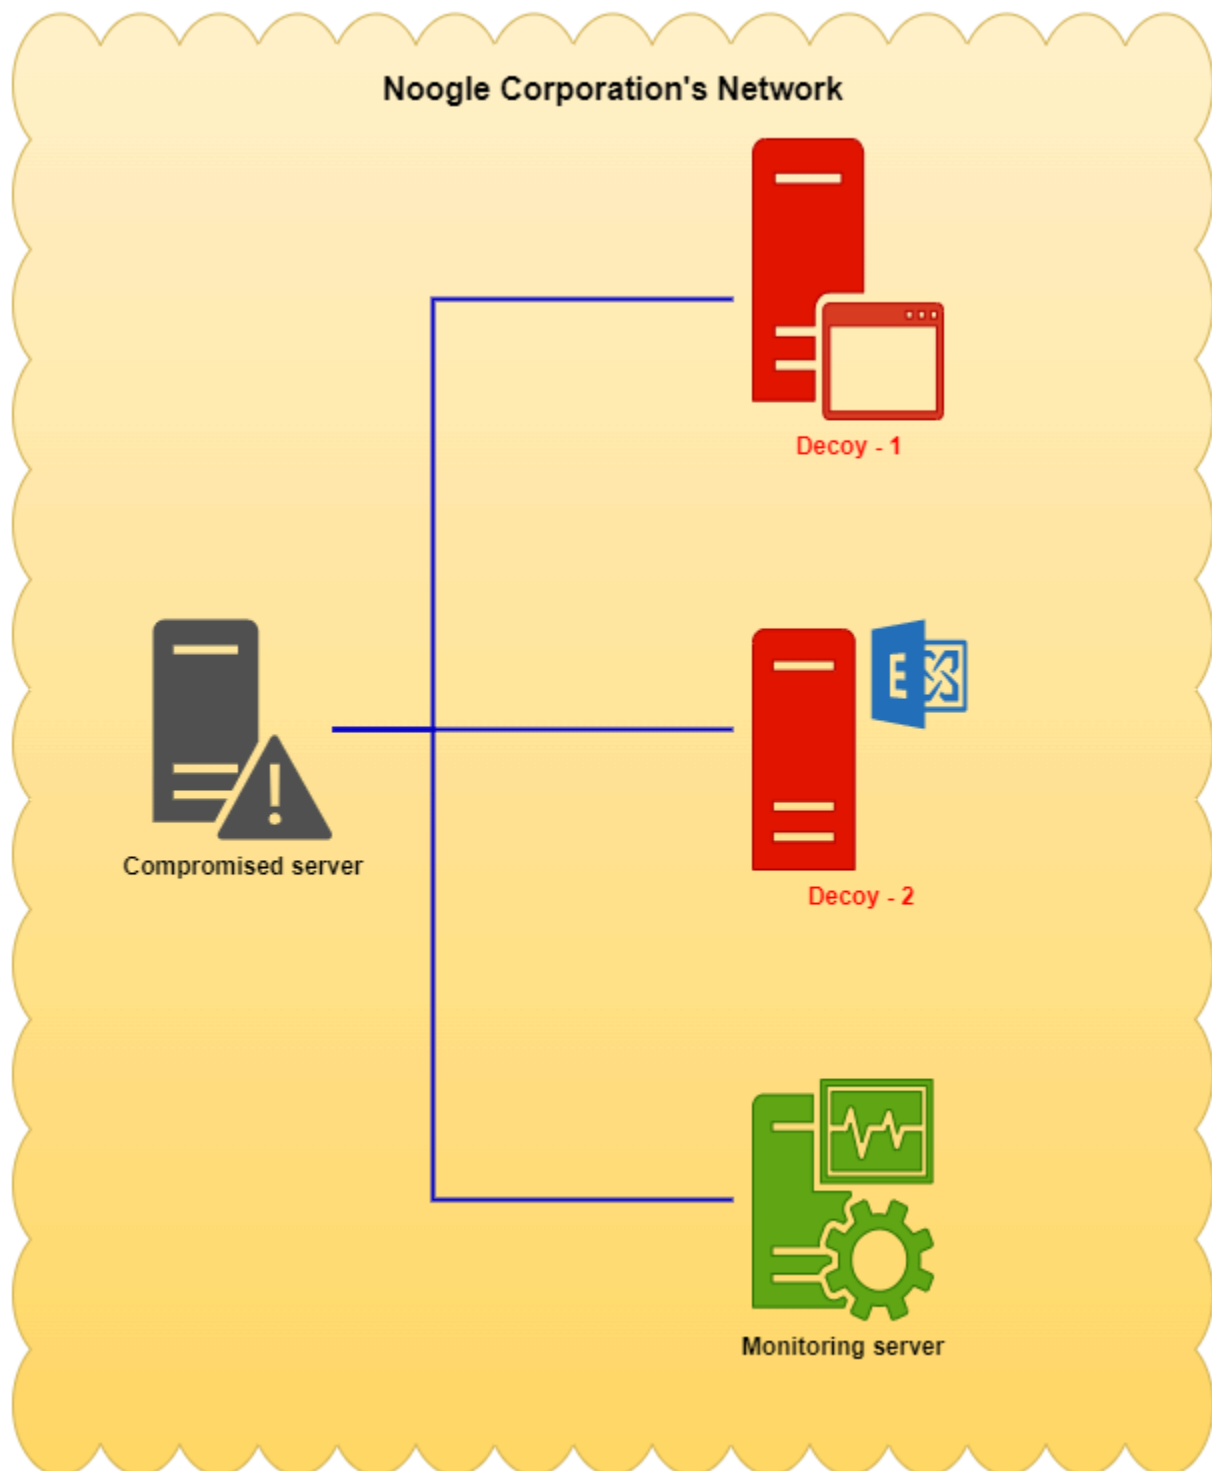 Noogle Corporation's Network
Decoy - 1
E
Compromised server
Decoy - 2
Monitoring server